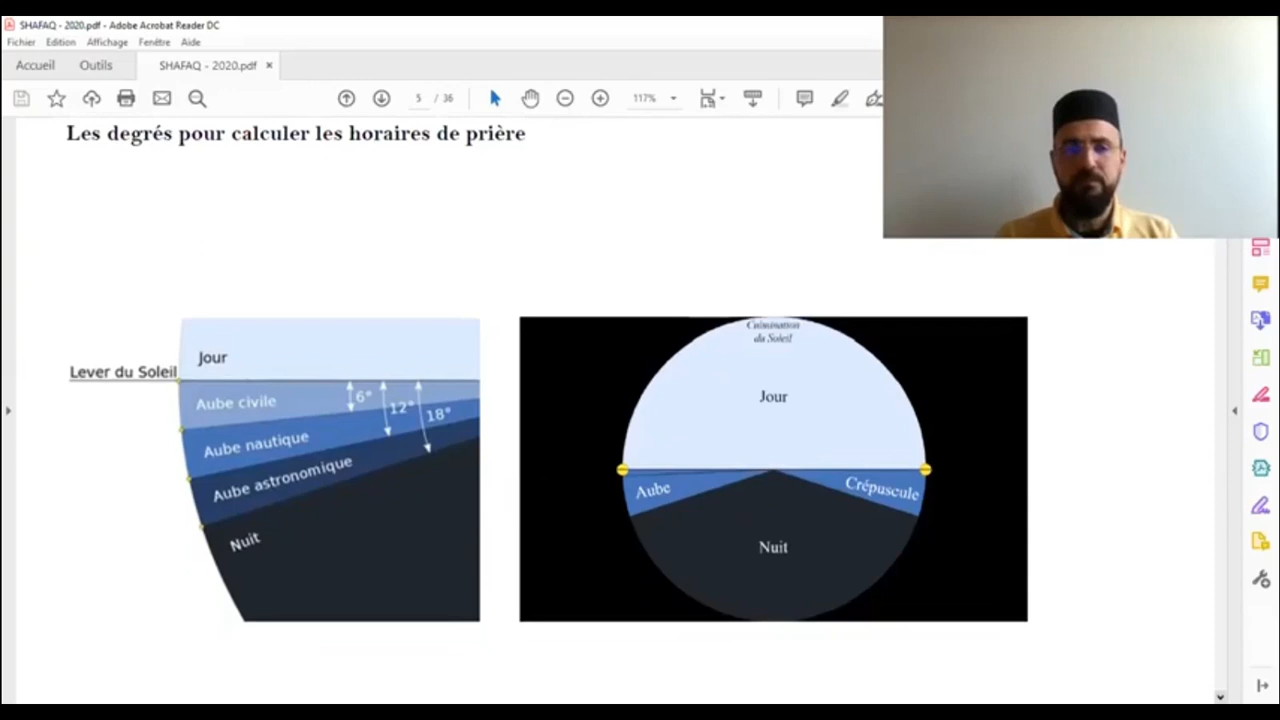 SHAFAQ - 2020.pdf - Adobe Acrobat Reader DC
Fichier Edition Affichage Fenêtre Aide
Accueil Outils SHAFAQ - 2020.pdf ×
5 / 36 117%
Les degrés pour calculer les horaires de prière
Jour
Lever du Soleil
Aube civile
6°
12°
18°
Aube nautique
Aube astronomique
Nuit
Culmination
du Soleil
Jour
Aube
Crépuscule
Nuit